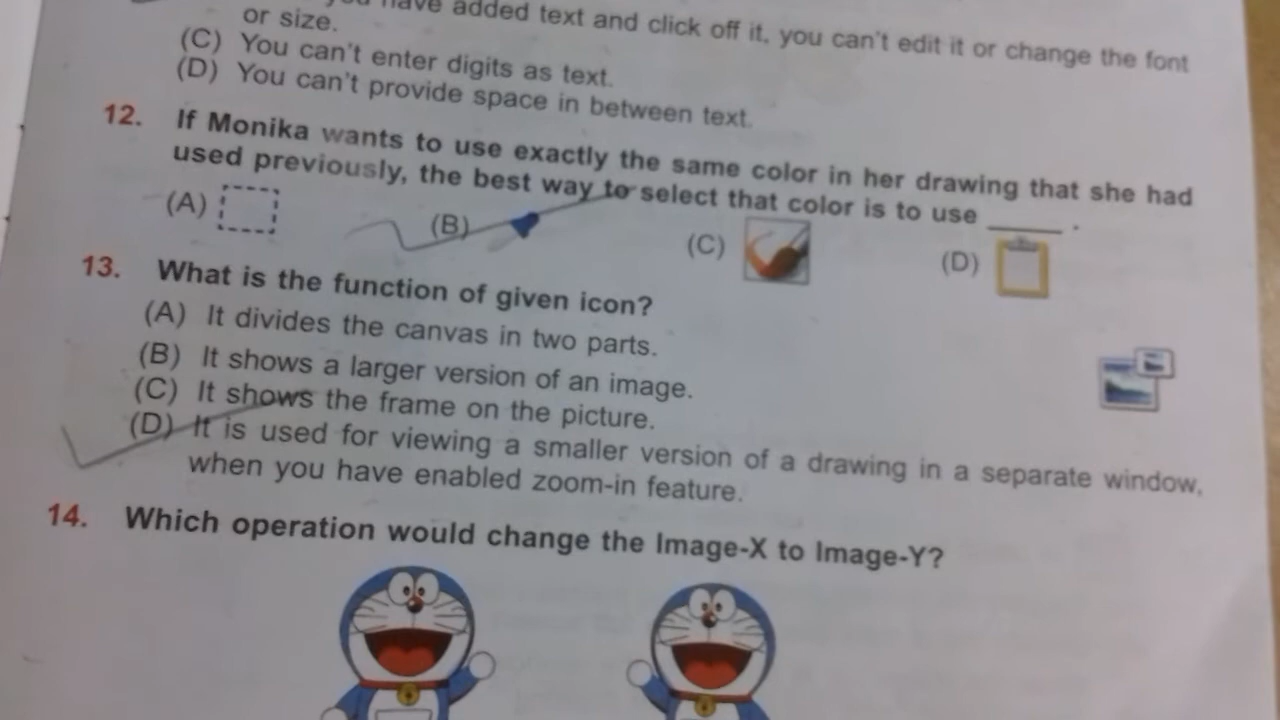 have added text and click off it, you can't edit it or change the font
or size.
(C) You can't enter digits as text.
(D) You can't provide space in between text.
12. If Monika wants to use exactly the same color in her drawing that she had
used previously, the best way to select that color is to use _____ .
(A) (B) (C) (D)
13. What is the function of given icon?
(A) It divides the canvas in two parts.
(B) It shows a larger version of an image.
(C) It shows the frame on the picture.
(D) It is used for viewing a smaller version of a drawing in a separate window,
when you have enabled zoom-in feature.
14. Which operation would change the Image-X to Image-Y?